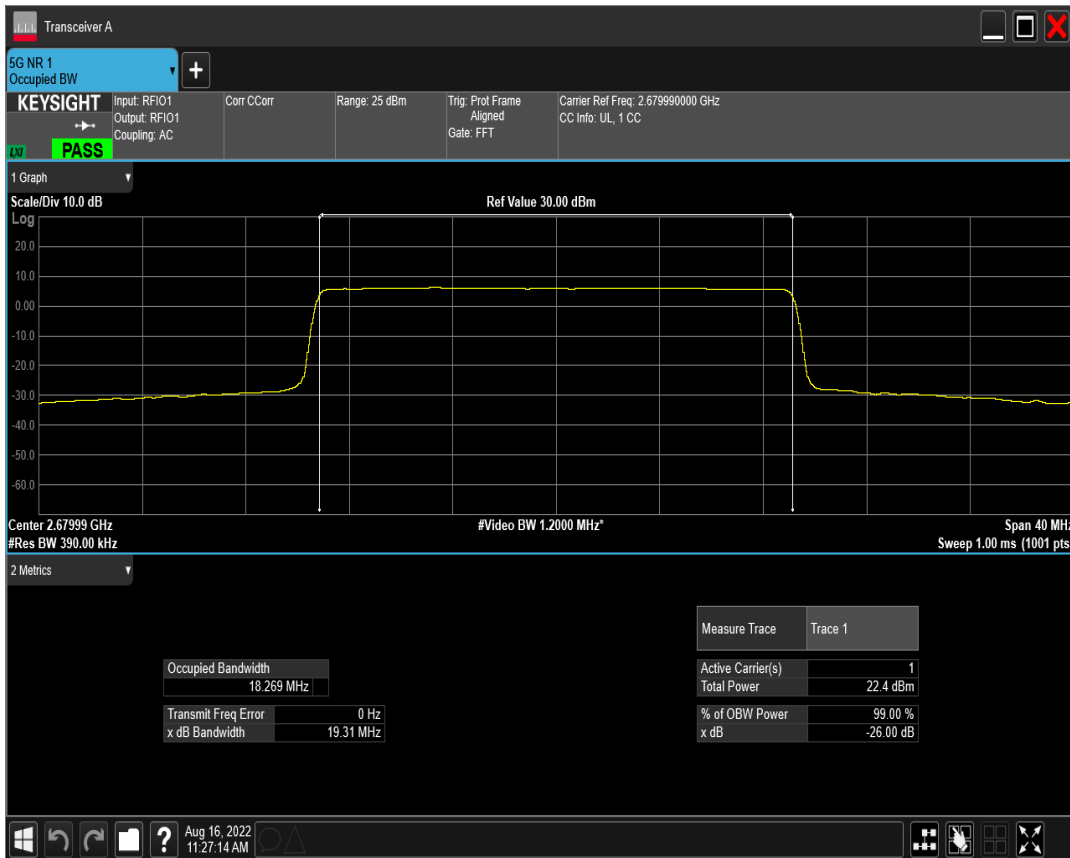 Transceiver A
5G NR 1
Occupied BW
KEYSIGHT
LXI
PASS
Input: RFIO1
Output: RFIO1
Coupling: AC
Corr CCorr
Range: 25 dBm
Trig: Prot Frame
Aligned
Gate: FFT
Carrier Ref Freq: 2.679990000 GHz
CC Info: UL, 1 CC
1 Graph
Scale/Div 10.0 dB
Ref Value 30.00 dBm
Log
20.0
10.0
0.00
-10.0
-20.0
-30.0
-40.0
-50.0
-60.0
Center 2.67999 GHz
#Video BW 1.2000 MHz*
Span 40 MHz
#Res BW 390.00 kHz
Sweep 1.00 ms (1001 pts
2 Metrics
Measure Trace Trace 1
Occupied Bandwidth
18.269 MHz
Active Carrier(s) 1
Total Power 22.4 dBm
Transmit Freq Error 0 Hz
x dB Bandwidth 19.31 MHz
% of OBW Power 99.00 %
x dB -26.00 dB
?
Aug 16, 2022
11:27:14 AM